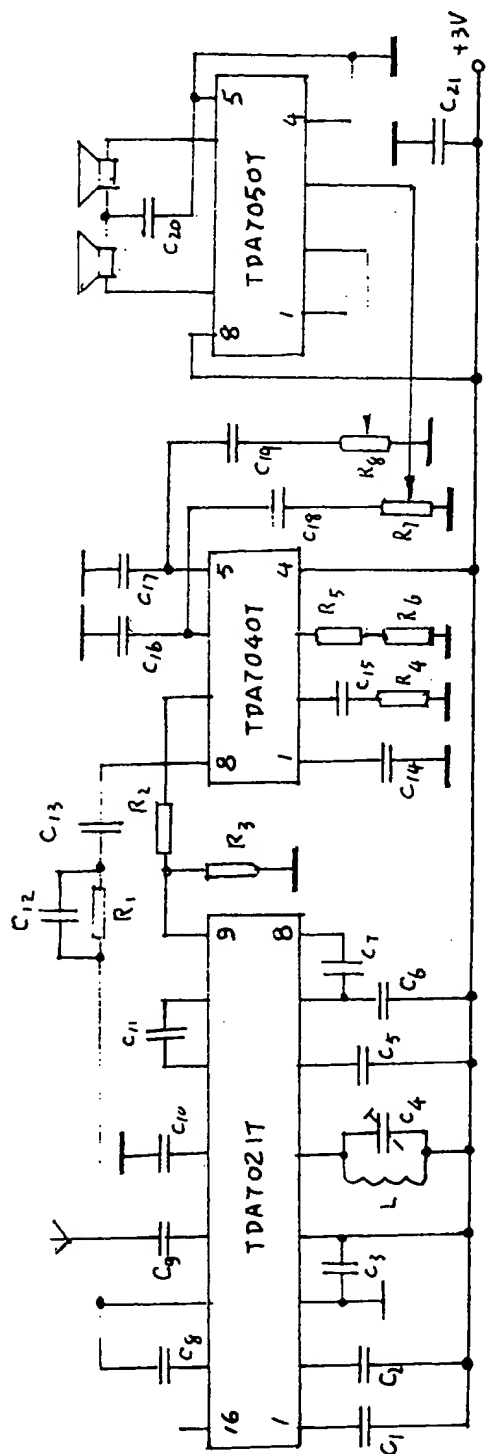 C12
R1
C13
C8
C9
C10
C11
R2
R3
C16
C17
C18
C19
C20
16
9
TDA7021T
1
8
8
5
TDA7040T
1
4
8
5
TDA7050T
1
4
C1
C2
C3
L
C4
C5
C6
C7
C14
C15
R4
R5
R6
R7
R8
C21
+3V